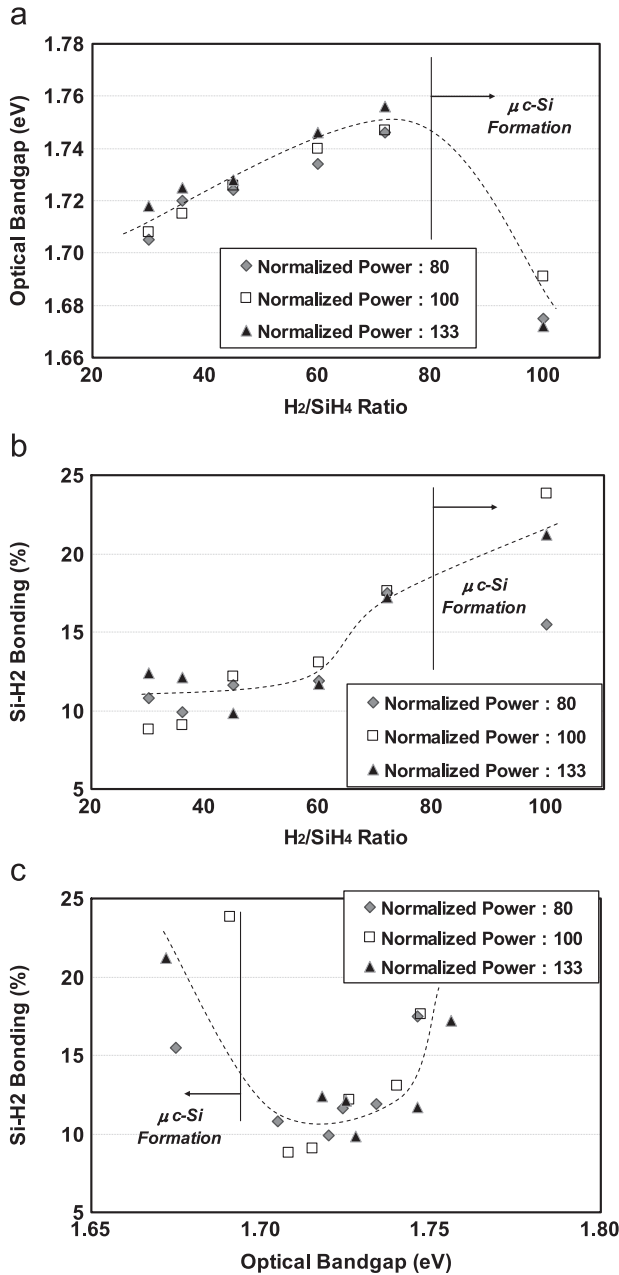 a
1.78
1.76
1.74
1.72
1.70
1.68
1.66
Optical Bandgap (eV)
μc-Si
Formation
Normalized Power : 80
Normalized Power : 100
Normalized Power : 133
20 40 60 80 100
H₂/SiH₄ Ratio
b
25
20
15
10
5
Si-H2 Bonding (%)
μc-Si
Formation
Normalized Power : 80
Normalized Power : 100
Normalized Power : 133
20 40 60 80 100
H₂/SiH₄ Ratio
c
25
20
15
10
5
Si-H2 Bonding (%)
Normalized Power : 80
Normalized Power : 100
Normalized Power : 133
μc-Si
Formation
1.65 1.70 1.75 1.80
Optical Bandgap (eV)